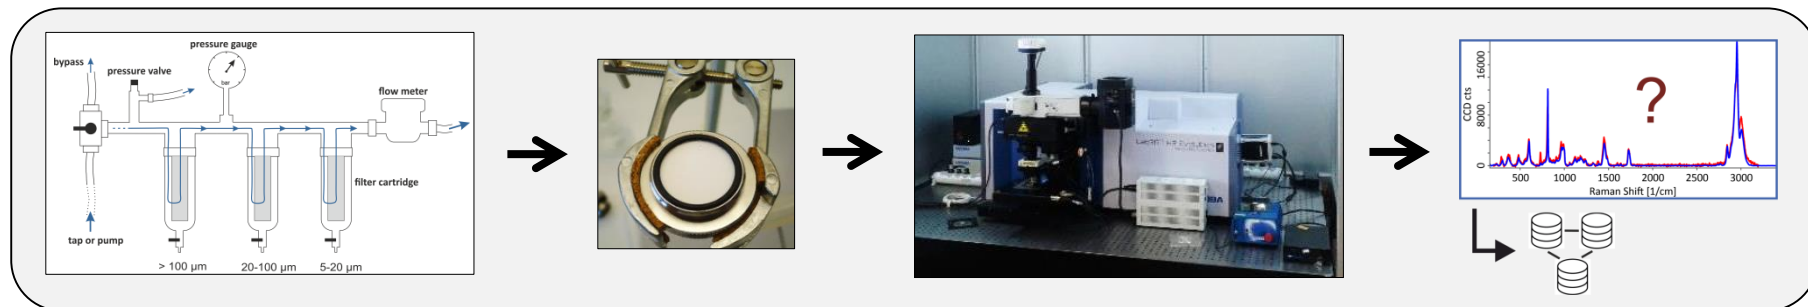 pressure gauge
bypass
pressure valve
bar
flow meter
filter cartridge
tap or pump
> 100 µm
20-100 µm
5-20 µm
LabRAM HR Evolution
?
CCD cts
0
8000
16000
500
1000
1500
2000
2500
3000
Raman Shift [1/cm]